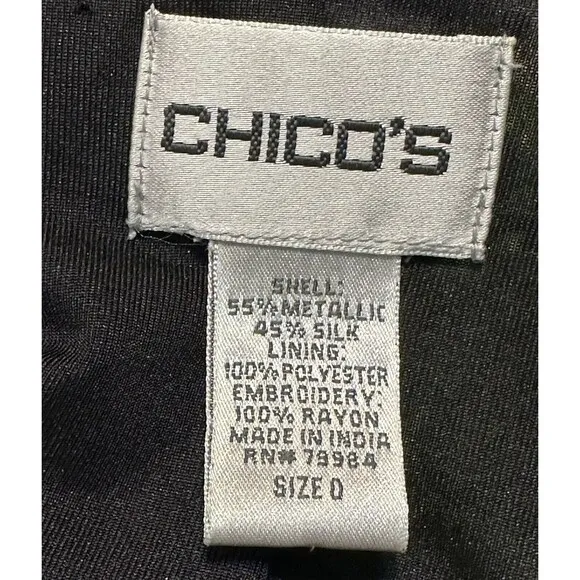 CHICO'S
SHELL:
55% METALLIC
45% SILK
LINING:
100% POLYESTER
EMBROIDERY:
100% RAYON
MADE IN INDIA
RN# 79984
SIZE 0